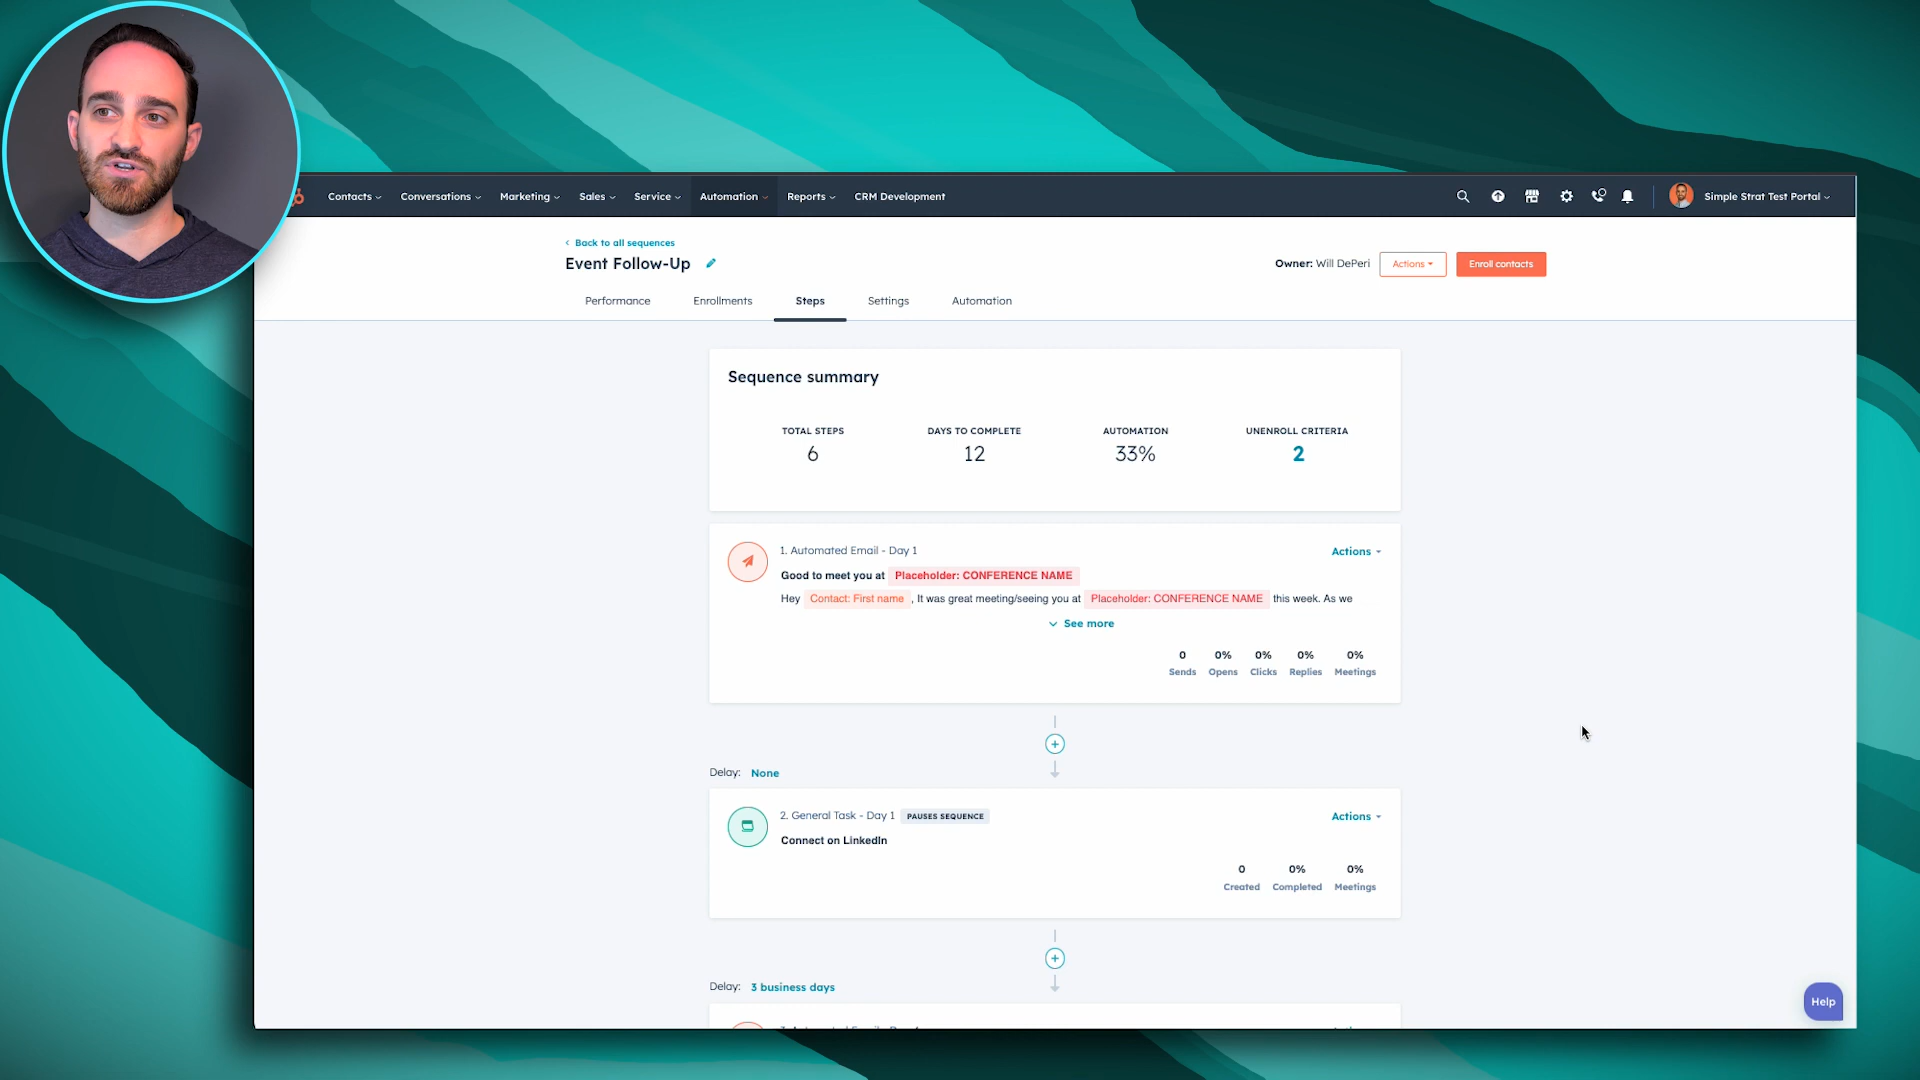 Contacts Conversations Marketing Sales Service Automation Reports CRM Development Simple Strat Test Portal
Back to all sequences
Event Follow-Up
Owner: Will DePeri Actions Enroll contacts
Performance Enrollments Steps Settings Automation
Sequence summary
TOTAL STEPS DAYS TO COMPLETE AUTOMATION UNENROLL CRITERIA
6 12 33% 2
1. Automated Email - Day 1 Actions
Good to meet you at Placeholder: CONFERENCE NAME
Hey Contact: First name , It was great meeting/seeing you at Placeholder: CONFERENCE NAME this week. As we
See more
0 0% 0% 0% 0%
Sends Opens Clicks Replies Meetings
Delay: None
2. General Task - Day 1 PAUSES SEQUENCE Actions
Connect on LinkedIn
0 0% 0%
Created Completed Meetings
Delay: 3 business days
Help